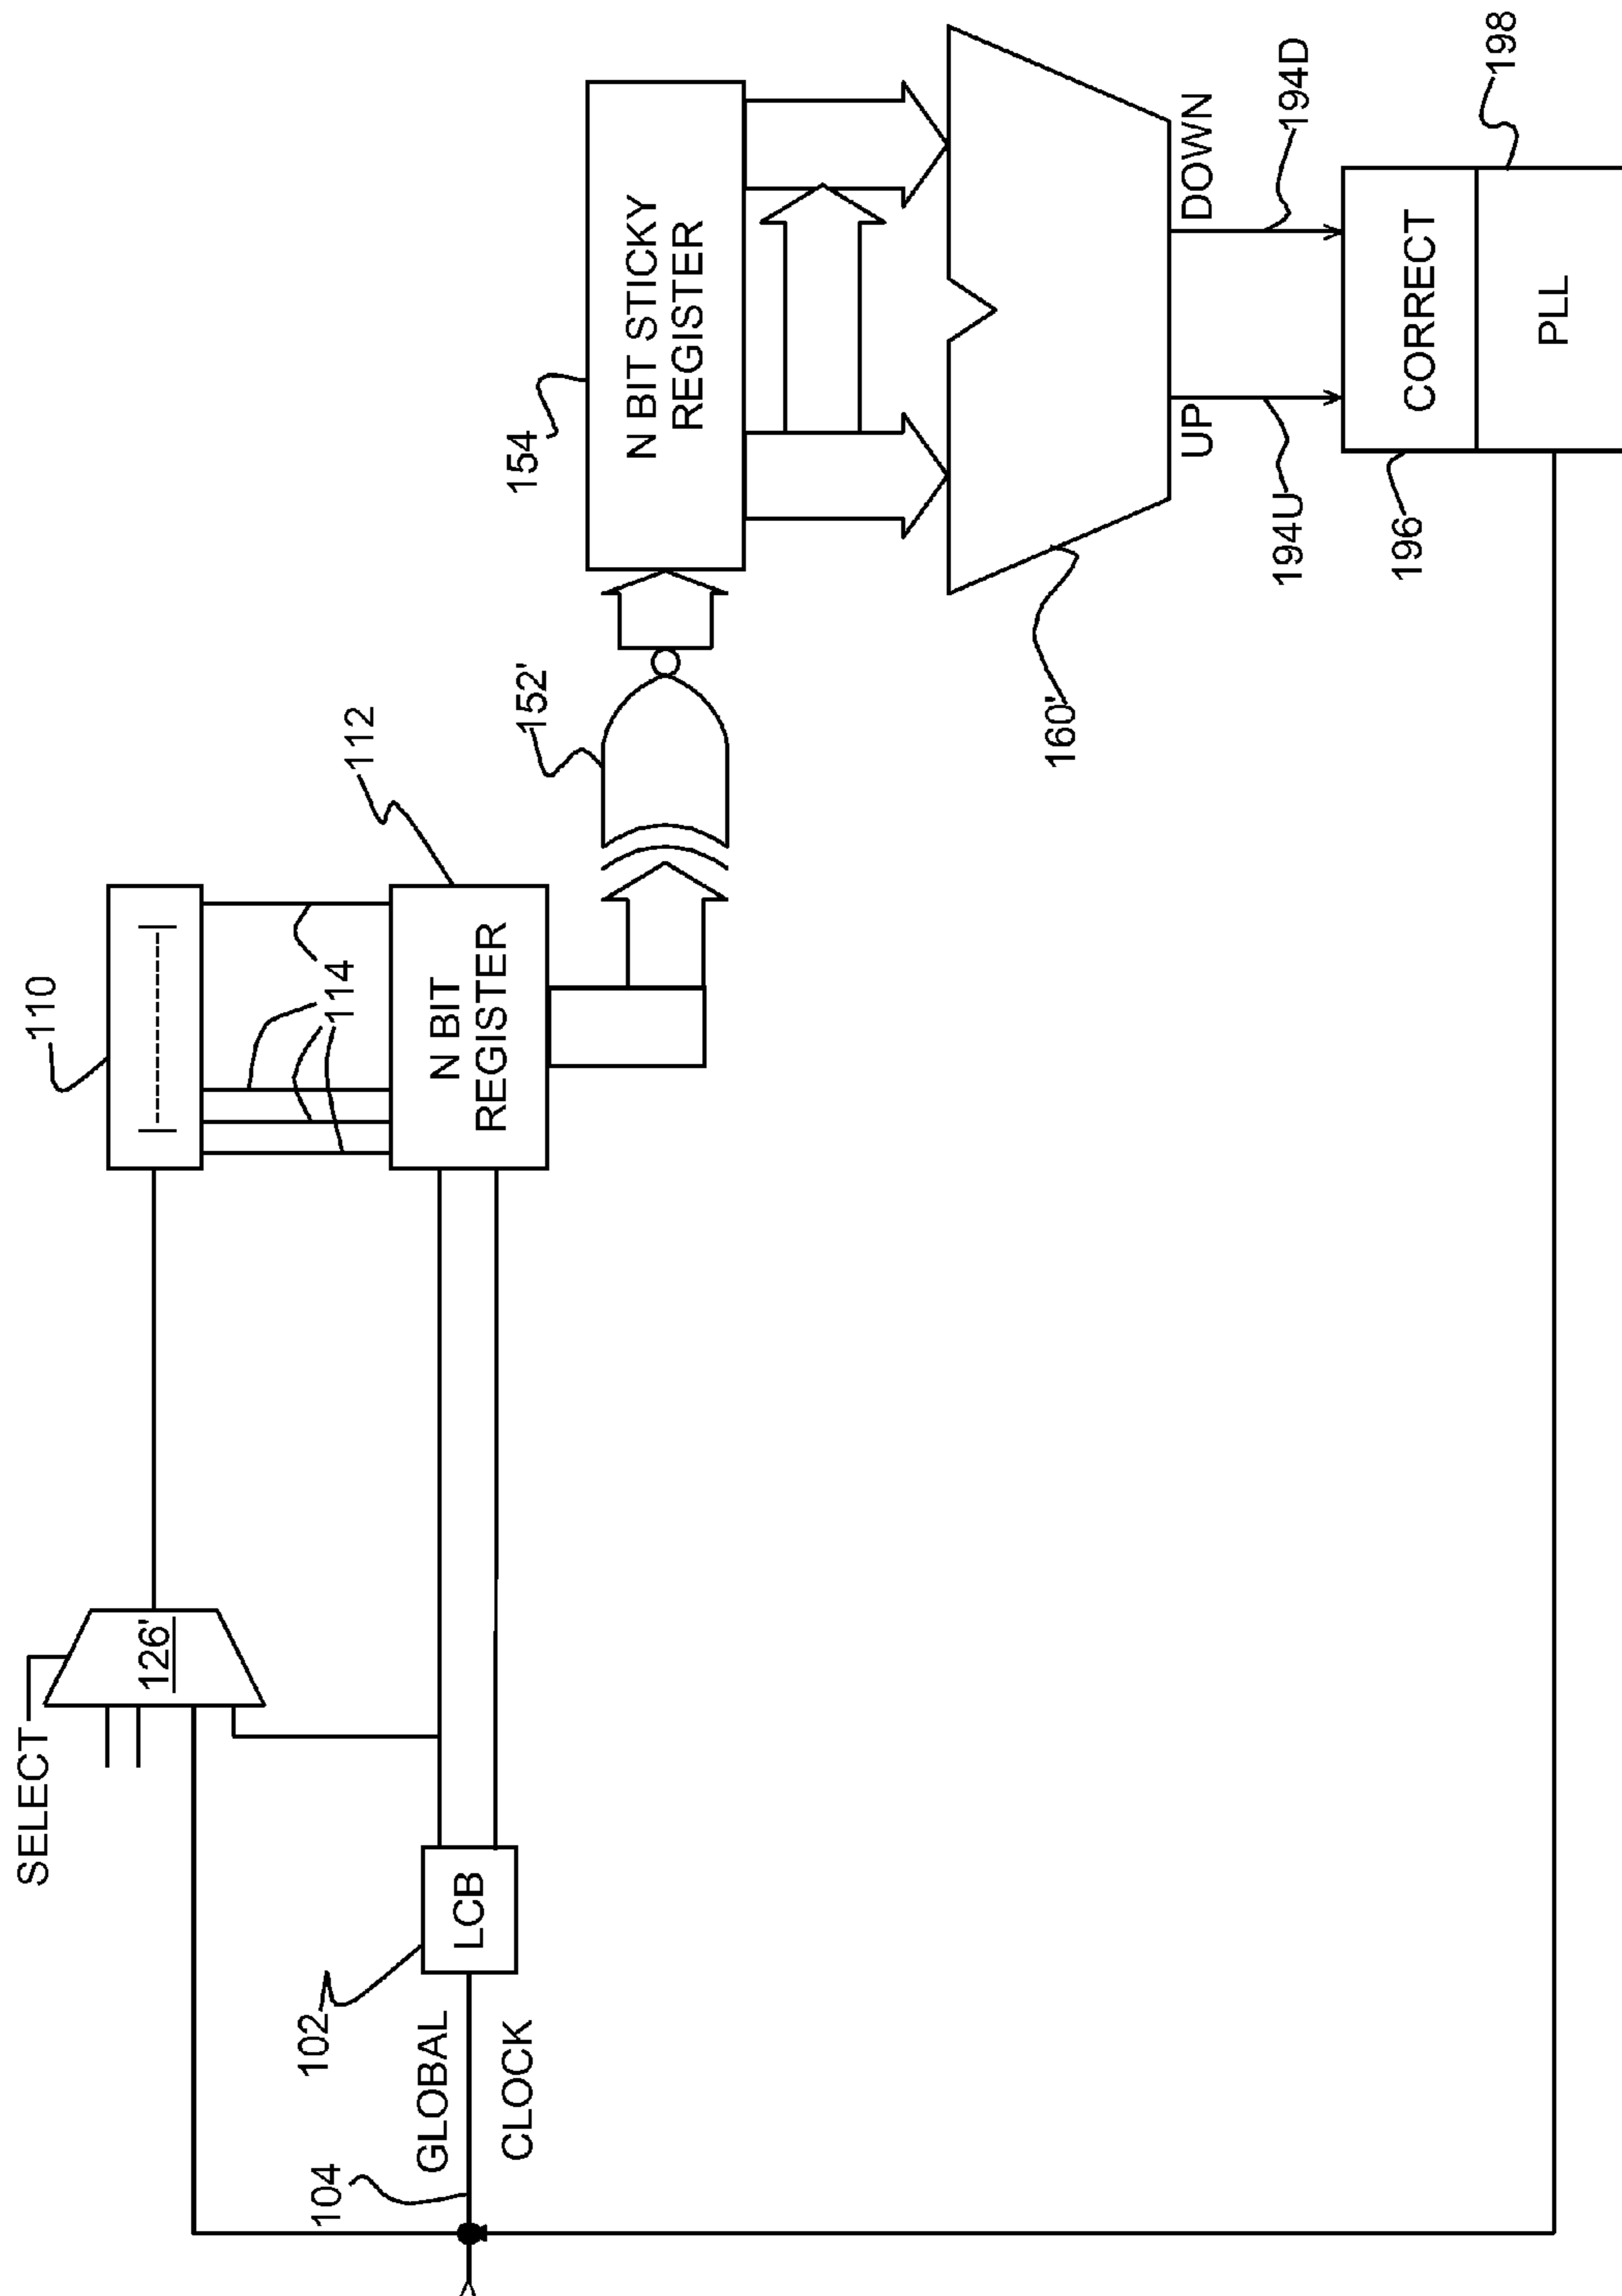 SELECT
126'
110
114
112
N BIT
REGISTER
102
LCB
104
GLOBAL
CLOCK
152'
154
N BIT STICKY
REGISTER
160'
UP
DOWN
194U
194D
196
CORRECT
PLL
198